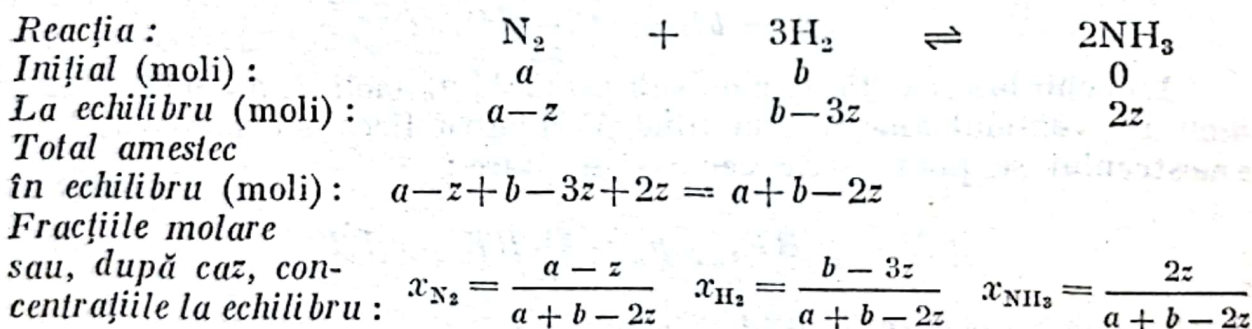 Reacția : N₂ + 3H₂ ⇌ 2NH₃
Inițial (moli) : a b 0
La echilibru (moli) : a—z b—3z 2z
Total amestec
în echilibru (moli) : a—z+b—3z+2z = a+b—2z
Fracțiile molare
sau, după caz, con-
centrațiile la echilibru : x_N₂ = (a — z)/(a + b — 2z) x_H₂ = (b — 3z)/(a + b — 2z) x_NH₃ = 2z/(a + b — 2z)